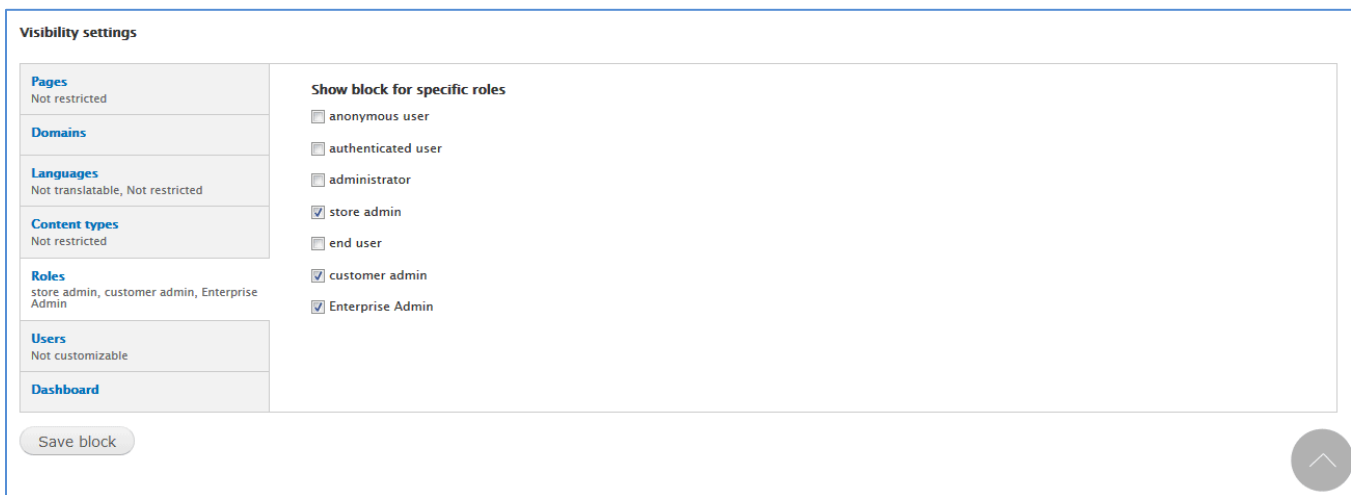 Visibility settings
Pages
Not restricted
Domains
Languages
Not translatable, Not restricted
Content types
Not restricted
Roles
store admin, customer admin, Enterprise
Admin
Users
Not customizable
Dashboard
Show block for specific roles
anonymous user
authenticated user
administrator
store admin
end user
customer admin
Enterprise Admin
Save block